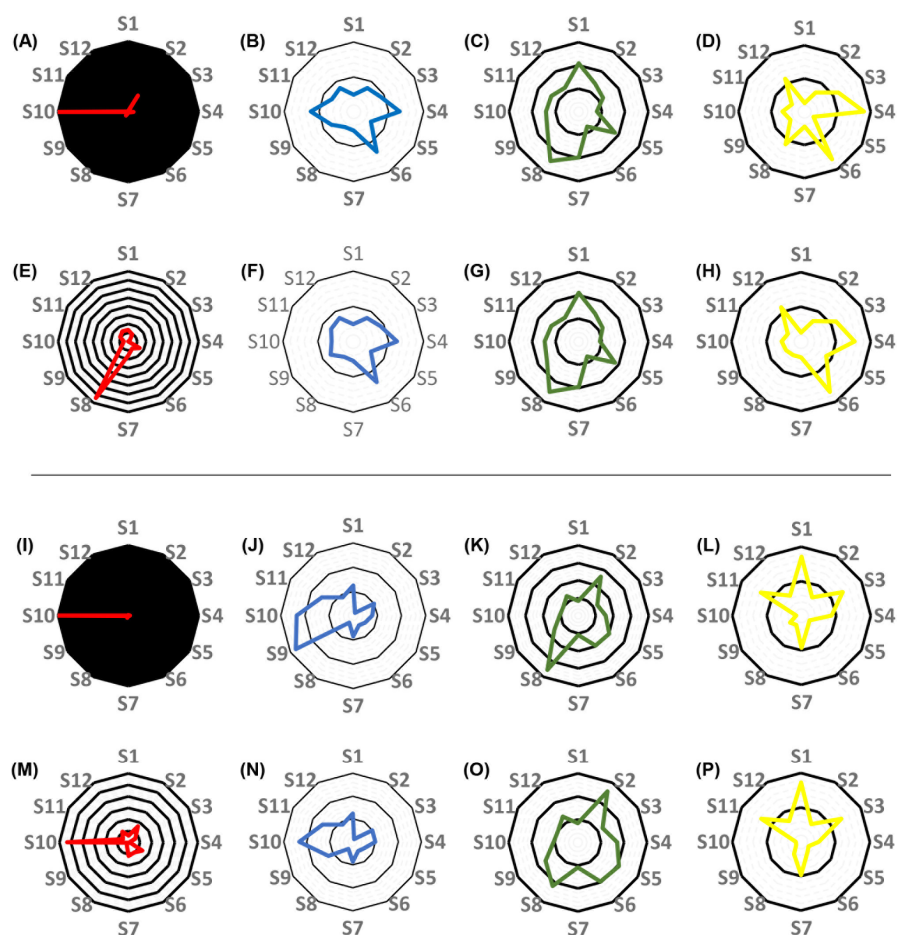 (A) S1 S2 S3 S4 S5 S6 S7 S8 S9 S10 S11 S12
(B) S1 S2 S3 S4 S5 S6 S7 S8 S9 S10 S11 S12
(C) S1 S2 S3 S4 S5 S6 S7 S8 S9 S10 S11 S12
(D) S1 S2 S3 S4 S5 S6 S7 S8 S9 S10 S11 S12
(E) S1 S2 S3 S4 S5 S6 S7 S8 S9 S10 S11 S12
(F) S1 S2 S3 S4 S5 S6 S7 S8 S9 S10 S11 S12
(G) S1 S2 S3 S4 S5 S6 S7 S8 S9 S10 S11 S12
(H) S1 S2 S3 S4 S5 S6 S7 S8 S9 S10 S11 S12
(I) S1 S2 S3 S4 S5 S6 S7 S8 S9 S10 S11 S12
(J) S1 S2 S3 S4 S5 S6 S7 S8 S9 S10 S11 S12
(K) S1 S2 S3 S4 S5 S6 S7 S8 S9 S10 S11 S12
(L) S1 S2 S3 S4 S5 S6 S7 S8 S9 S10 S11 S12
(M) S1 S2 S3 S4 S5 S6 S7 S8 S9 S10 S11 S12
(N) S1 S2 S3 S4 S5 S6 S7 S8 S9 S10 S11 S12
(O) S1 S2 S3 S4 S5 S6 S7 S8 S9 S10 S11 S12
(P) S1 S2 S3 S4 S5 S6 S7 S8 S9 S10 S11 S12